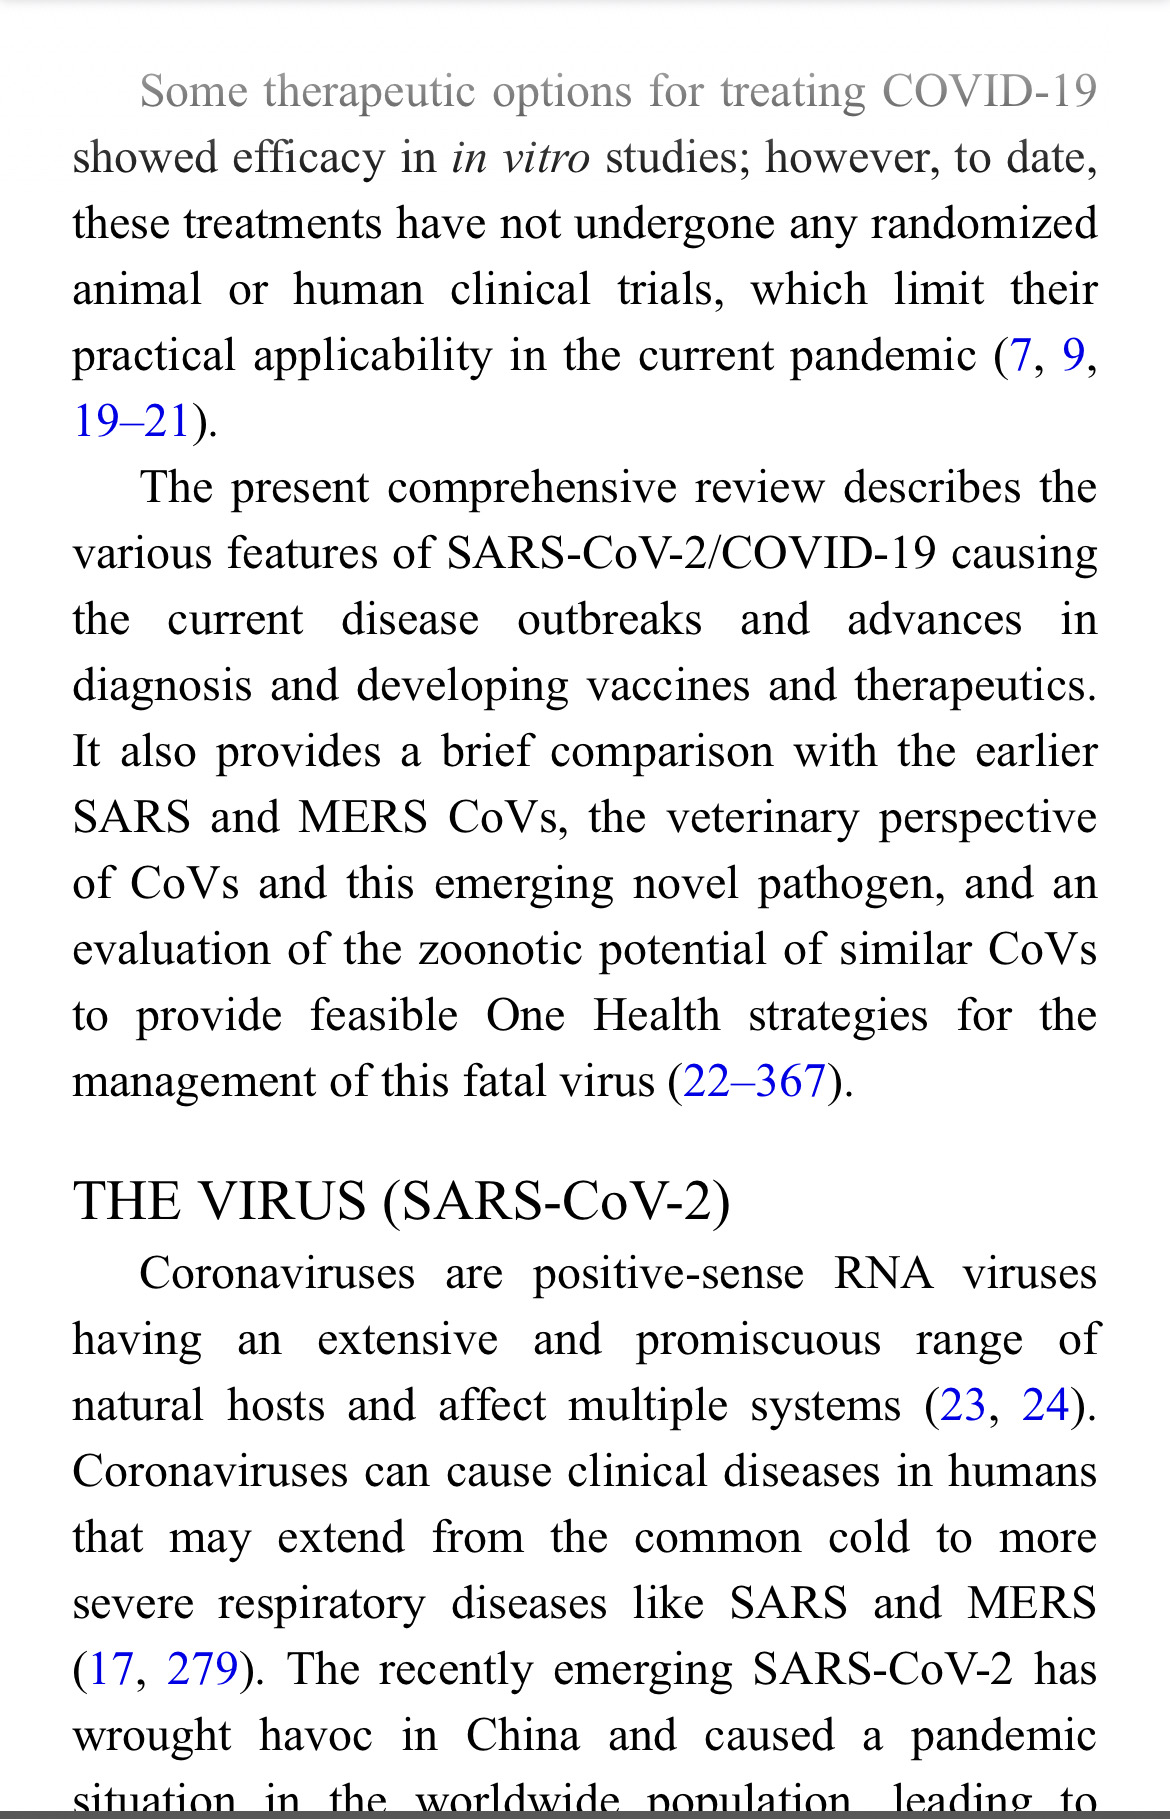 Some therapeutic options for treating COVID-19
showed efficacy in in vitro studies; however, to date,
these treatments have not undergone any randomized
animal or human clinical trials, which limit their
practical applicability in the current pandemic (7, 9,
19–21).
The present comprehensive review describes the
various features of SARS-CoV-2/COVID-19 causing
the current disease outbreaks and advances in
diagnosis and developing vaccines and therapeutics.
It also provides a brief comparison with the earlier
SARS and MERS CoVs, the veterinary perspective
of CoVs and this emerging novel pathogen, and an
evaluation of the zoonotic potential of similar CoVs
to provide feasible One Health strategies for the
management of this fatal virus (22–367).
THE VIRUS (SARS-CoV-2)
Coronaviruses are positive-sense RNA viruses
having an extensive and promiscuous range of
natural hosts and affect multiple systems (23, 24).
Coronaviruses can cause clinical diseases in humans
that may extend from the common cold to more
severe respiratory diseases like SARS and MERS
(17, 279). The recently emerging SARS-CoV-2 has
wrought havoc in China and caused a pandemic
situation in the worldwide population, leading to